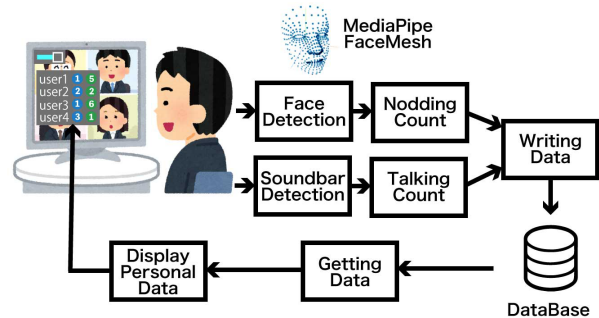 MediaPipe
FaceMesh
user1 1 5
user2 2 2
user3 1 6
user4 3 1
Face
Detection
Nodding
Count
Writing
Data
Soundbar
Detection
Talking
Count
Display
Personal
Data
Getting
Data
DataBase